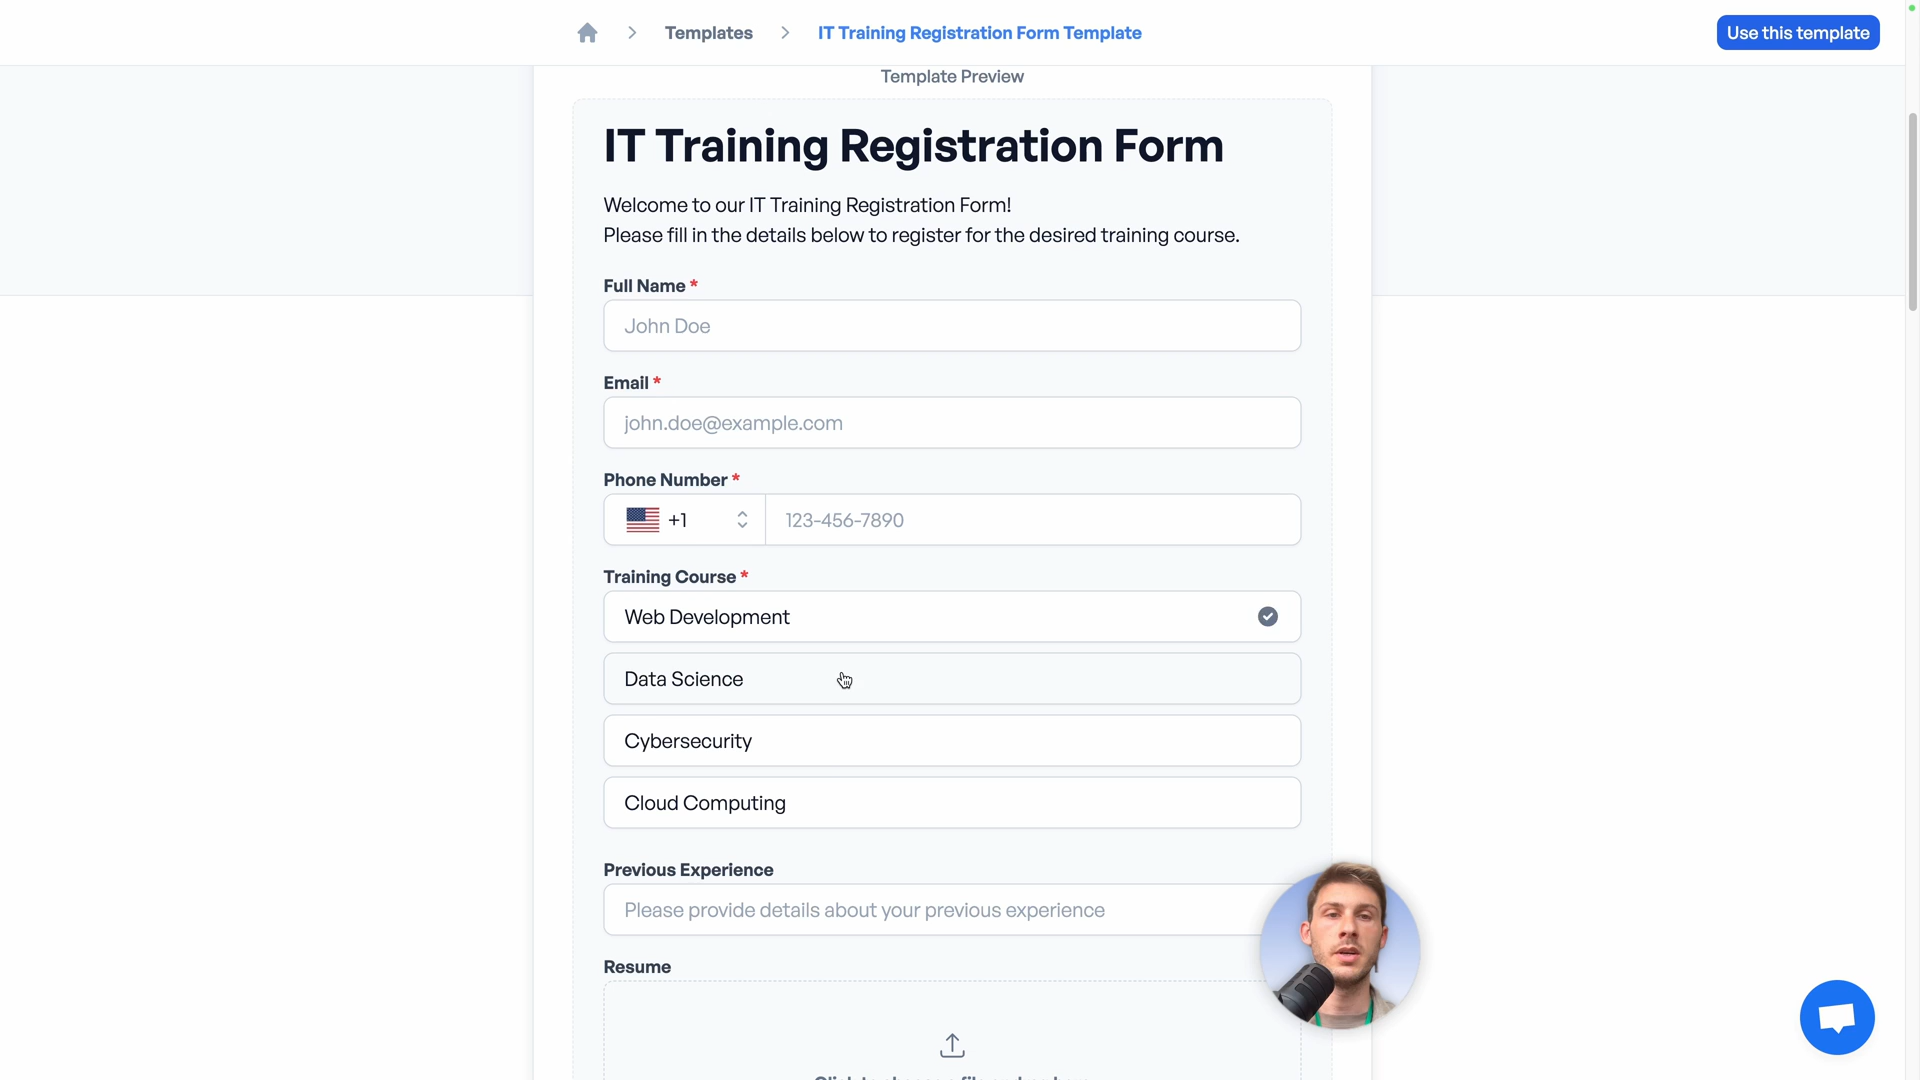 Templates
IT Training Registration Form Template
Use this template
Template Preview
IT Training Registration Form
Welcome to our IT Training Registration Form!
Please fill in the details below to register for the desired training course.
Full Name *
John Doe
Email *
john.doe@example.com
Phone Number *
+1
123-456-7890
Training Course *
Web Development
Data Science
Cybersecurity
Cloud Computing
Previous Experience
Please provide details about your previous experience
Resume